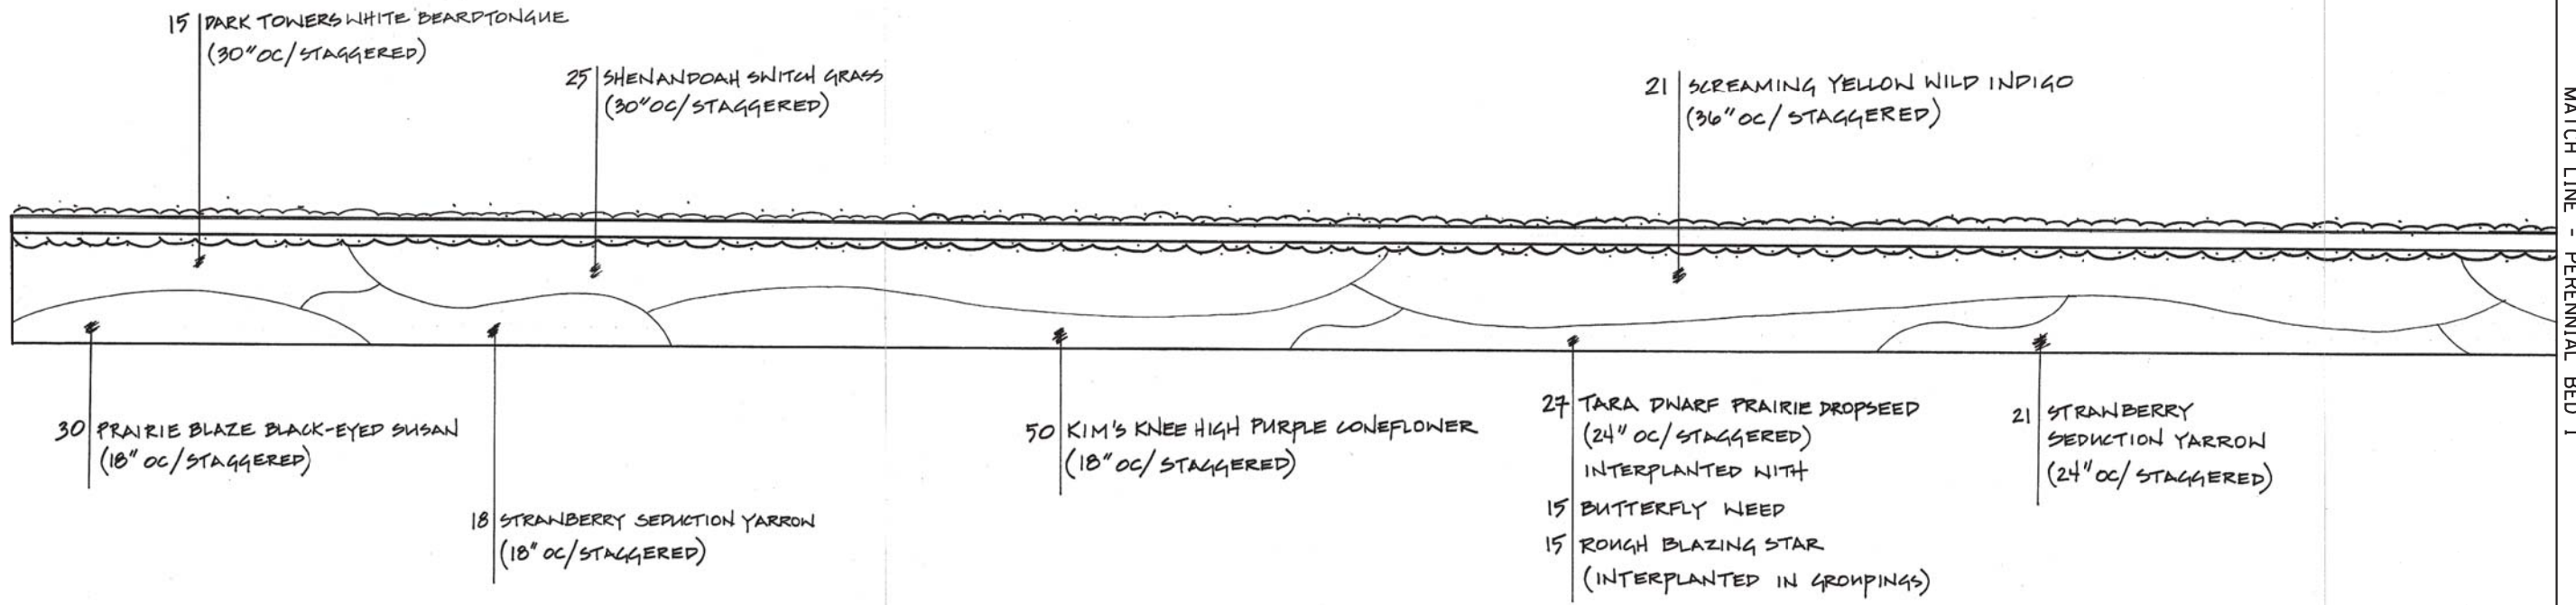 15 DARK TOWERS WHITE BEARDTONGUE
(30" OC/STAGGERED)
25 SHENANDOAH SWITCH GRASS
(30" OC/STAGGERED)
21 SCREAMING YELLOW WILD INDIGO
(36" OC/STAGGERED)
30 PRAIRIE BLAZE BLACK-EYED SUSAN
(18" OC/STAGGERED)
18 STRAWBERRY SEDUCTION YARROW
(18" OC/STAGGERED)
50 KIM'S KNEE HIGH PURPLE CONEFLOWER
(18" OC/STAGGERED)
27 TARA DWARF PRAIRIE DROPSEED
(24" OC/STAGGERED)
INTERPLANTED WITH
15 BUTTERFLY WEED
15 ROUGH BLAZING STAR
(INTERPLANTED IN GROUPINGS)
21 STRAWBERRY
SEDUCTION YARROW
(24" OC/STAGGERED)
MATCH LINE - PERENNIAL BED 1